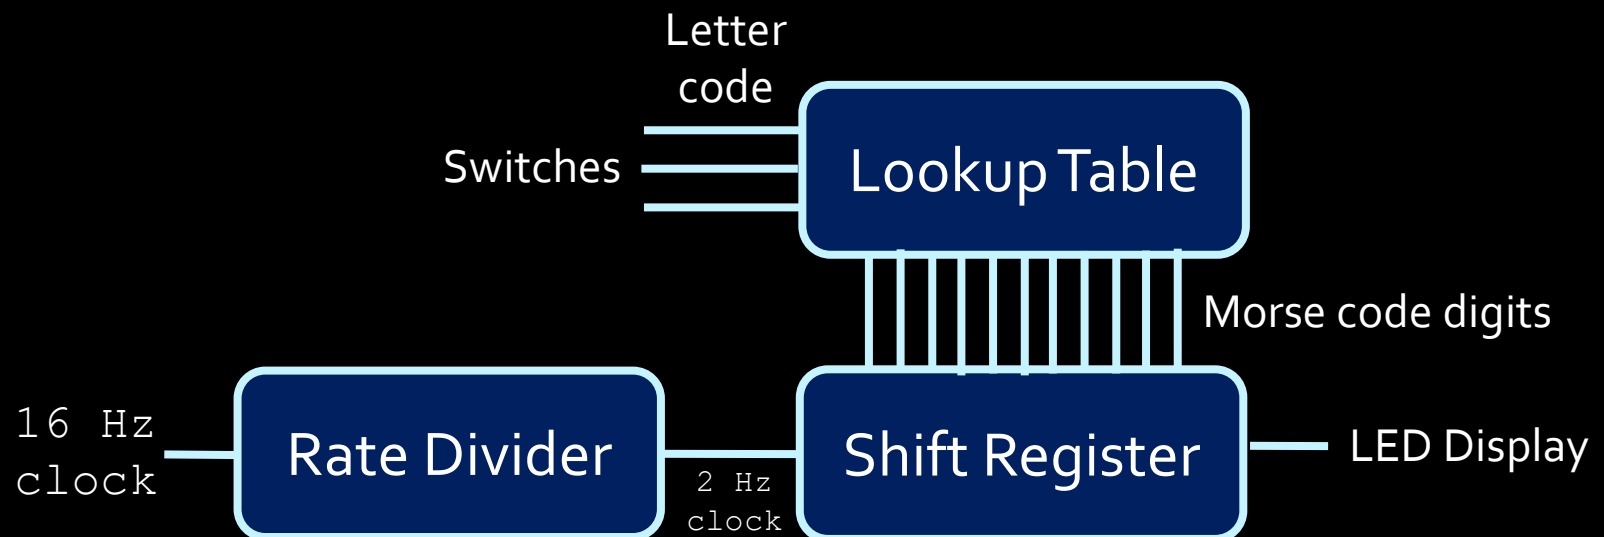 Letter
code
Switches
Lookup Table
Morse code digits
16 Hz
clock
Rate Divider
2 Hz
clock
Shift Register
LED Display